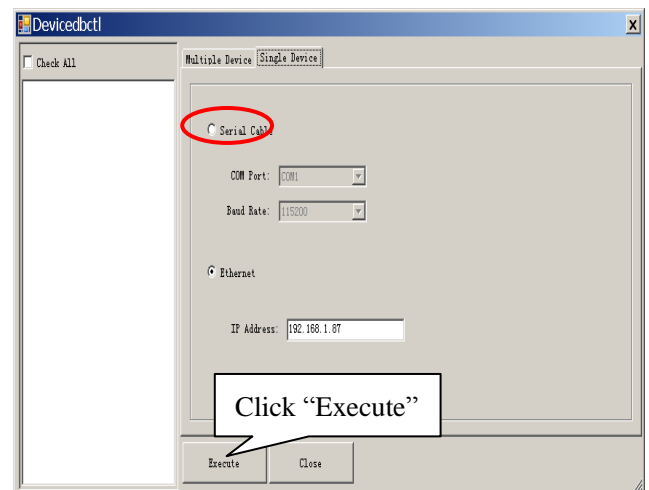 Devicedbctl
Check All
Multiple Device Single Device
Serial Cable
COM Port: COM1
Baud Rate: 115200
Ethernet
IP Address: 192.168.1.87
Click “Execute”
Execute Close